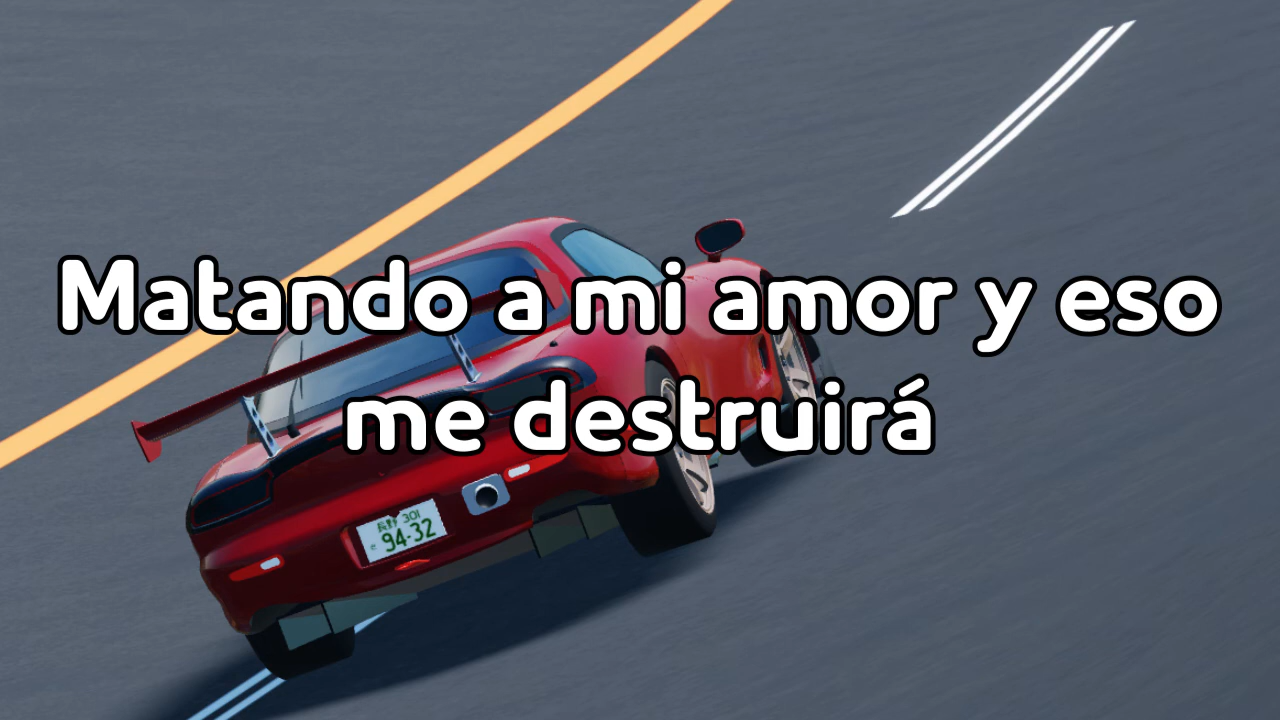 Matando a mi amor y eso
me destruirá
長野 301
94-32